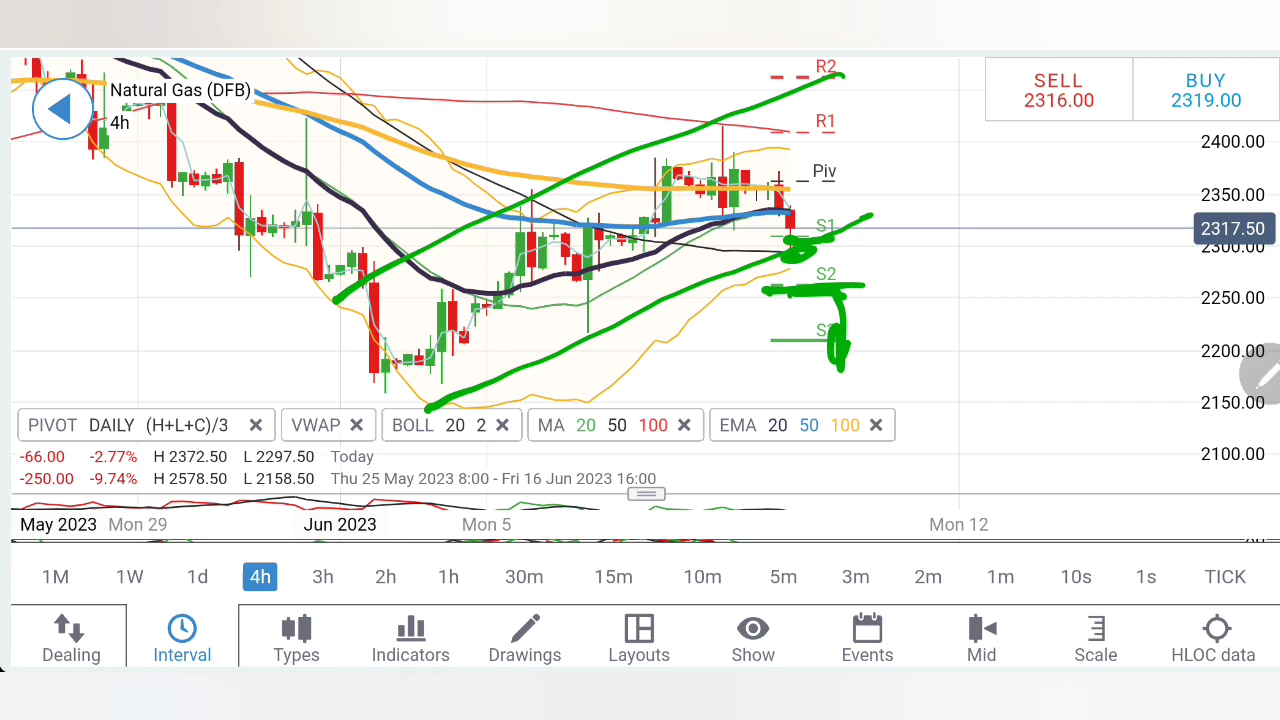 Natural Gas (DFB)
4h
R2
R1
Piv
S1
S2
SELL
2316.00
BUY
2319.00
2400.00
2350.00
2317.50
2300.00
2250.00
2200.00
2150.00
2100.00
PIVOT DAILY (H+L+C)/3
VWAP
BOLL 20 2
MA 20 50 100
EMA 20 50 100
-66.00 -2.77% H 2372.50 L 2297.50 Today
-250.00 -9.74% H 2578.50 L 2158.50 Thu 25 May 2023 8:00 - Fri 16 Jun 2023 16:00
May 2023 Mon 29 Jun 2023 Mon 5 Mon 12
1M 1W 1d 4h 3h 2h 1h 30m 15m 10m 5m 3m 2m 1m 10s 1s TICK
Dealing Interval Types Indicators Drawings Layouts Show Events Mid Scale HLOC data